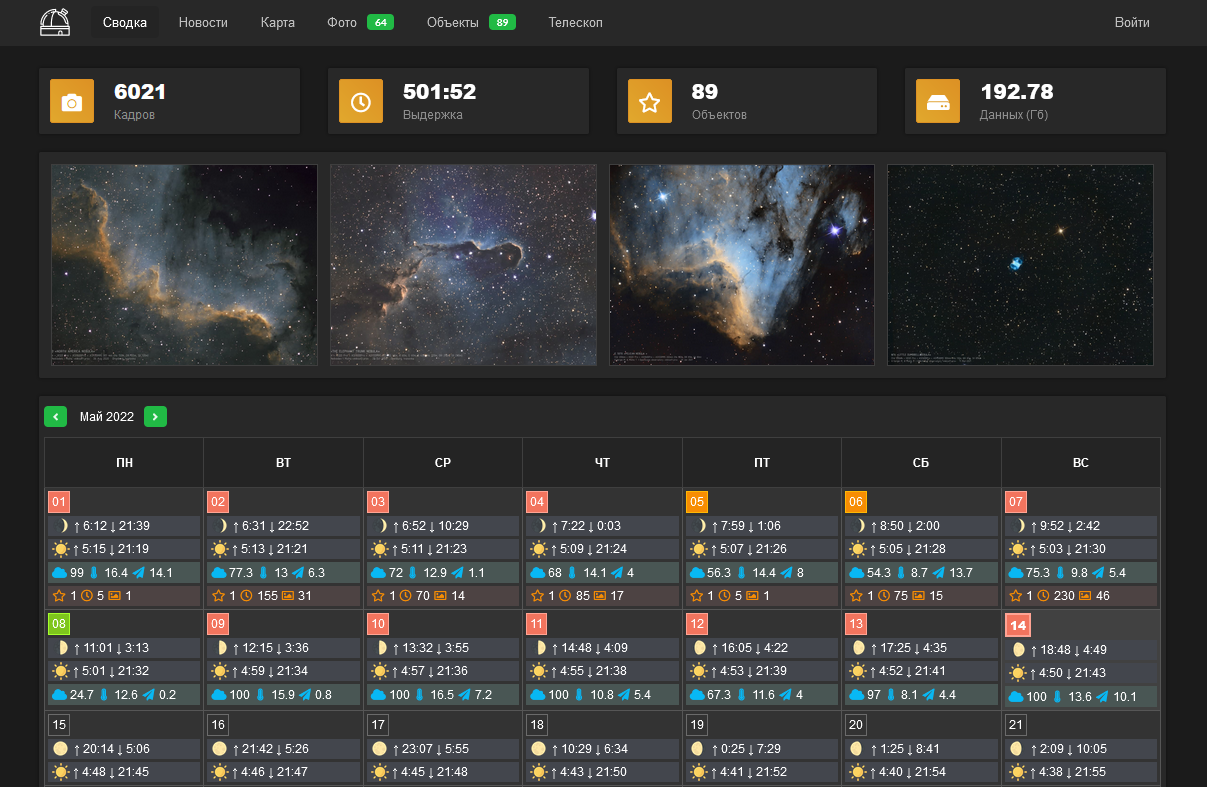 Сводка Новости Карта Фото 64 Объекты 89 Телескоп Войти
6021 501:52 89 192.78
Кадров Выдержка Объектов Данных (Гб)
Май 2022
ПН ВТ СР ЧТ ПТ СБ ВС
01 02 03 04 05 06 07
↑ 6:12 ↓ 21:39 ↑ 6:31 ↓ 22:52 ↑ 6:52 ↓ 10:29 ↑ 7:22 ↓ 0:03 ↑ 7:59 ↓ 1:06 ↑ 8:50 ↓ 2:00 ↑ 9:52 ↓ 2:42
↑ 5:15 ↓ 21:19 ↑ 5:13 ↓ 21:21 ↑ 5:11 ↓ 21:23 ↑ 5:09 ↓ 21:24 ↑ 5:07 ↓ 21:26 ↑ 5:05 ↓ 21:28 ↑ 5:03 ↓ 21:30
99 16.4 14.1 77.3 13 6.3 72 12.9 1.1 68 14.1 4 56.3 14.4 8 54.3 8.7 13.7 75.3 9.8 5.4
1 5 1 1 155 31 1 70 14 1 85 17 1 5 1 1 75 15 1 230 46
08 09 10 11 12 13 14
↑ 11:01 ↓ 3:13 ↑ 12:15 ↓ 3:36 ↑ 13:32 ↓ 3:55 ↑ 14:48 ↓ 4:09 ↑ 16:05 ↓ 4:22 ↑ 17:25 ↓ 4:35 ↑ 18:48 ↓ 4:49
↑ 5:01 ↓ 21:32 ↑ 4:59 ↓ 21:34 ↑ 4:57 ↓ 21:36 ↑ 4:55 ↓ 21:38 ↑ 4:53 ↓ 21:39 ↑ 4:52 ↓ 21:41 ↑ 4:50 ↓ 21:43
24.7 12.6 0.2 100 15.9 0.8 100 16.5 7.2 100 10.8 5.4 67.3 11.6 4 97 8.1 4.4 100 13.6 10.1
15 16 17 18 19 20 21
↑ 20:14 ↓ 5:06 ↑ 21:42 ↓ 5:26 ↑ 23:07 ↓ 5:55 ↑ 10:29 ↓ 6:34 ↑ 0:25 ↓ 7:29 ↑ 1:25 ↓ 8:41 ↑ 2:09 ↓ 10:05
↑ 4:48 ↓ 21:45 ↑ 4:46 ↓ 21:47 ↑ 4:45 ↓ 21:48 ↑ 4:43 ↓ 21:50 ↑ 4:41 ↓ 21:52 ↑ 4:40 ↓ 21:54 ↑ 4:38 ↓ 21:55